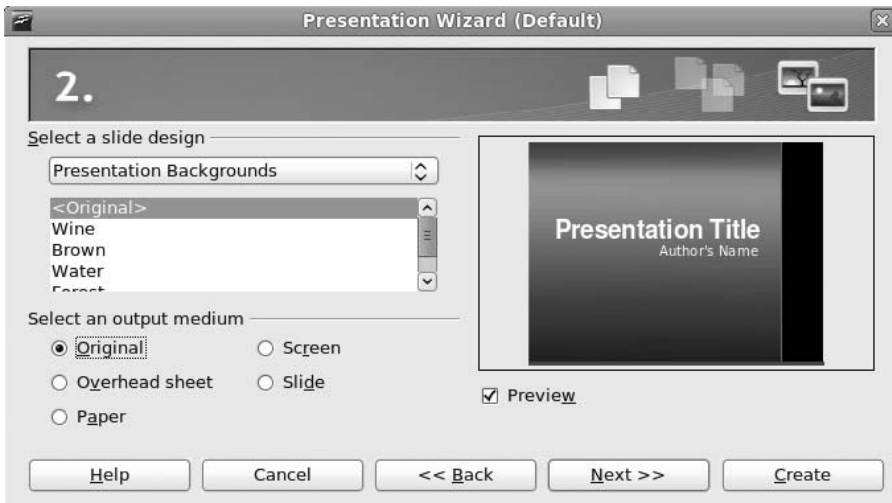 Presentation Wizard (Default)
2.
Select a slide design
Presentation Backgrounds
<Original>
Wine
Brown
Water
Forest
Select an output medium
Original
Screen
Overhead sheet
Slide
Paper
Presentation Title
Author's Name
Preview
Help
Cancel
<< Back
Next >>
Create